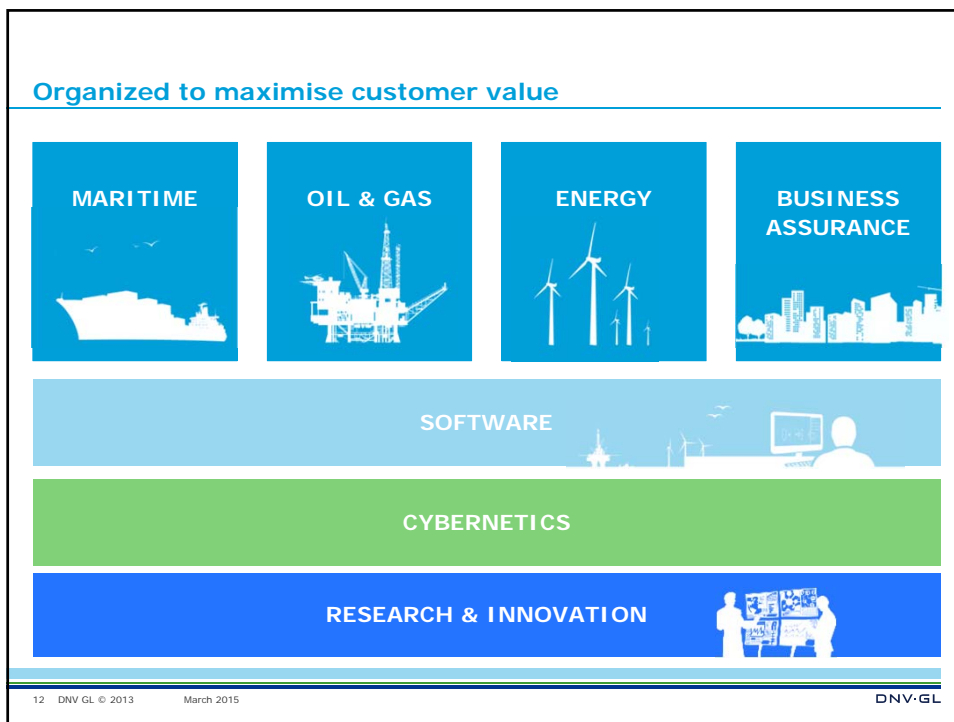 Organized to maximise customer value
MARITIME
OIL & GAS
ENERGY
BUSINESS
ASSURANCE
SOFTWARE
CYBERNETICS
RESEARCH & INNOVATION
12 DNV GL © 2013 March 2015
DNV·GL